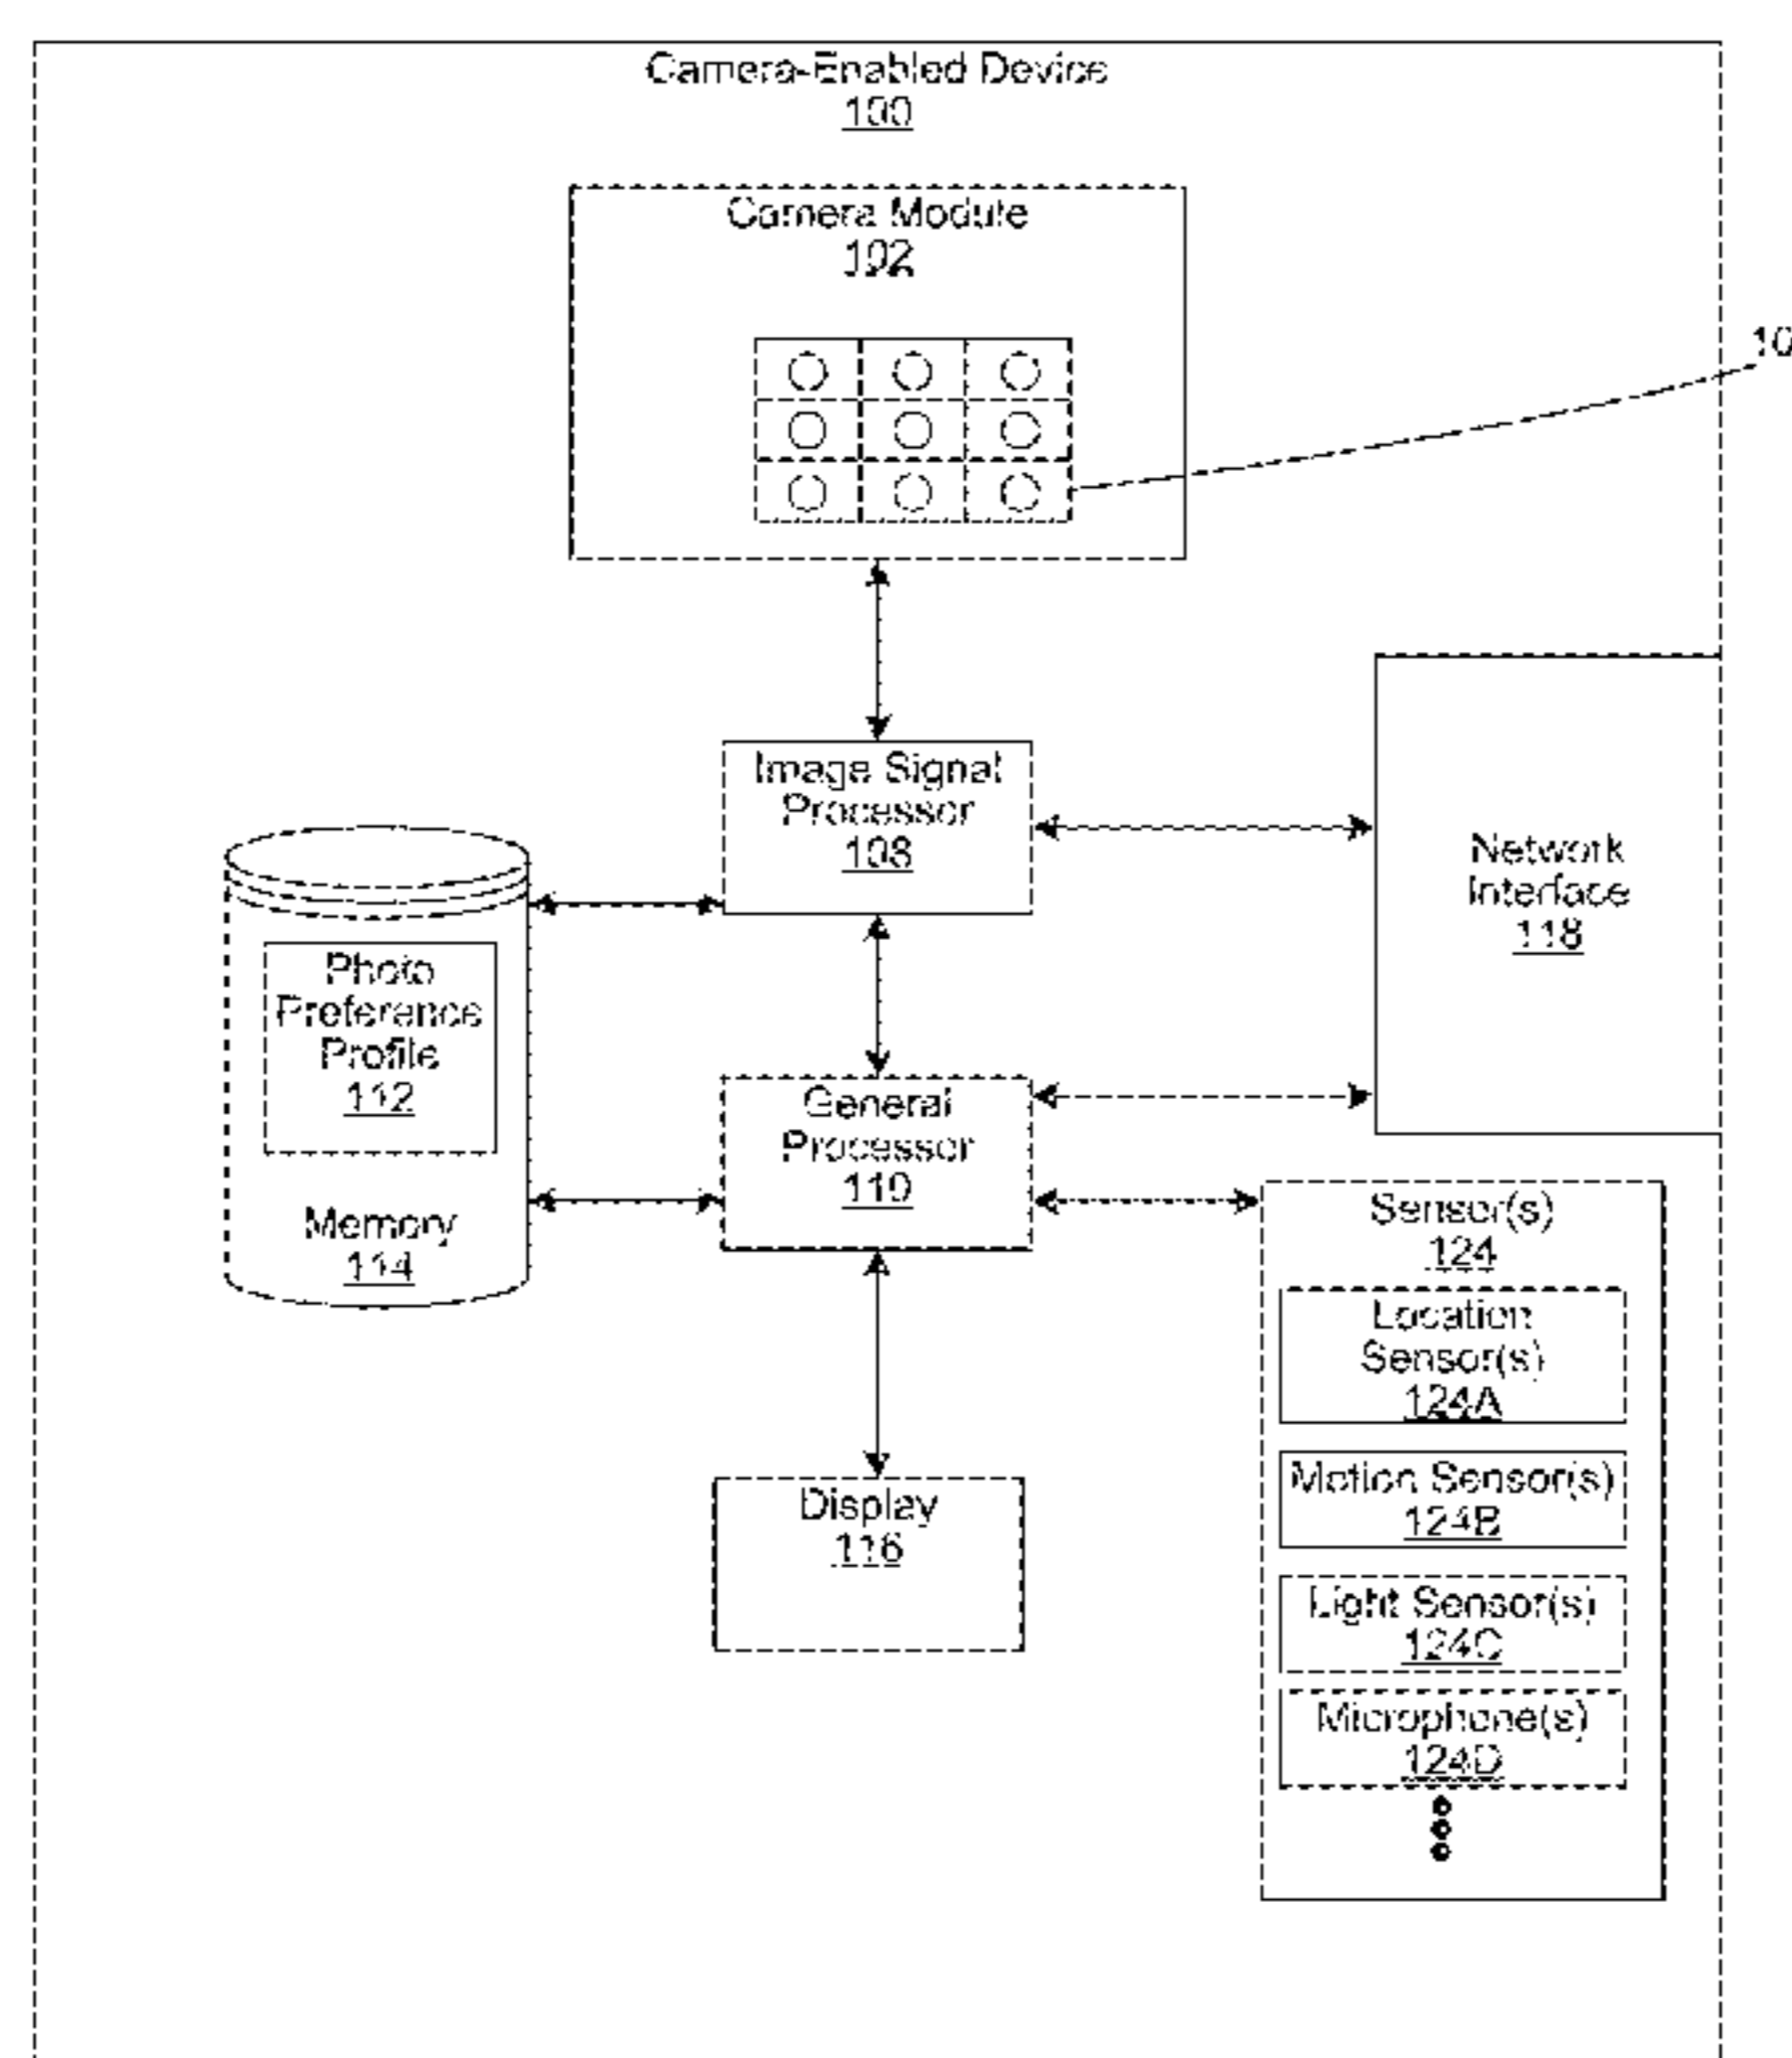 Camera-Enabled Device
100
Camera Module
102
10
Image Signal
Processor
108
Network
Interface
118
Photo
Preference
Profile
112
Memory
114
General
Processor
110
Sensor(s)
124
Location
Sensor(s)
124A
Motion Sensor(s)
124B
Light Sensor(s)
124C
Microphone(s)
124D
Display
116